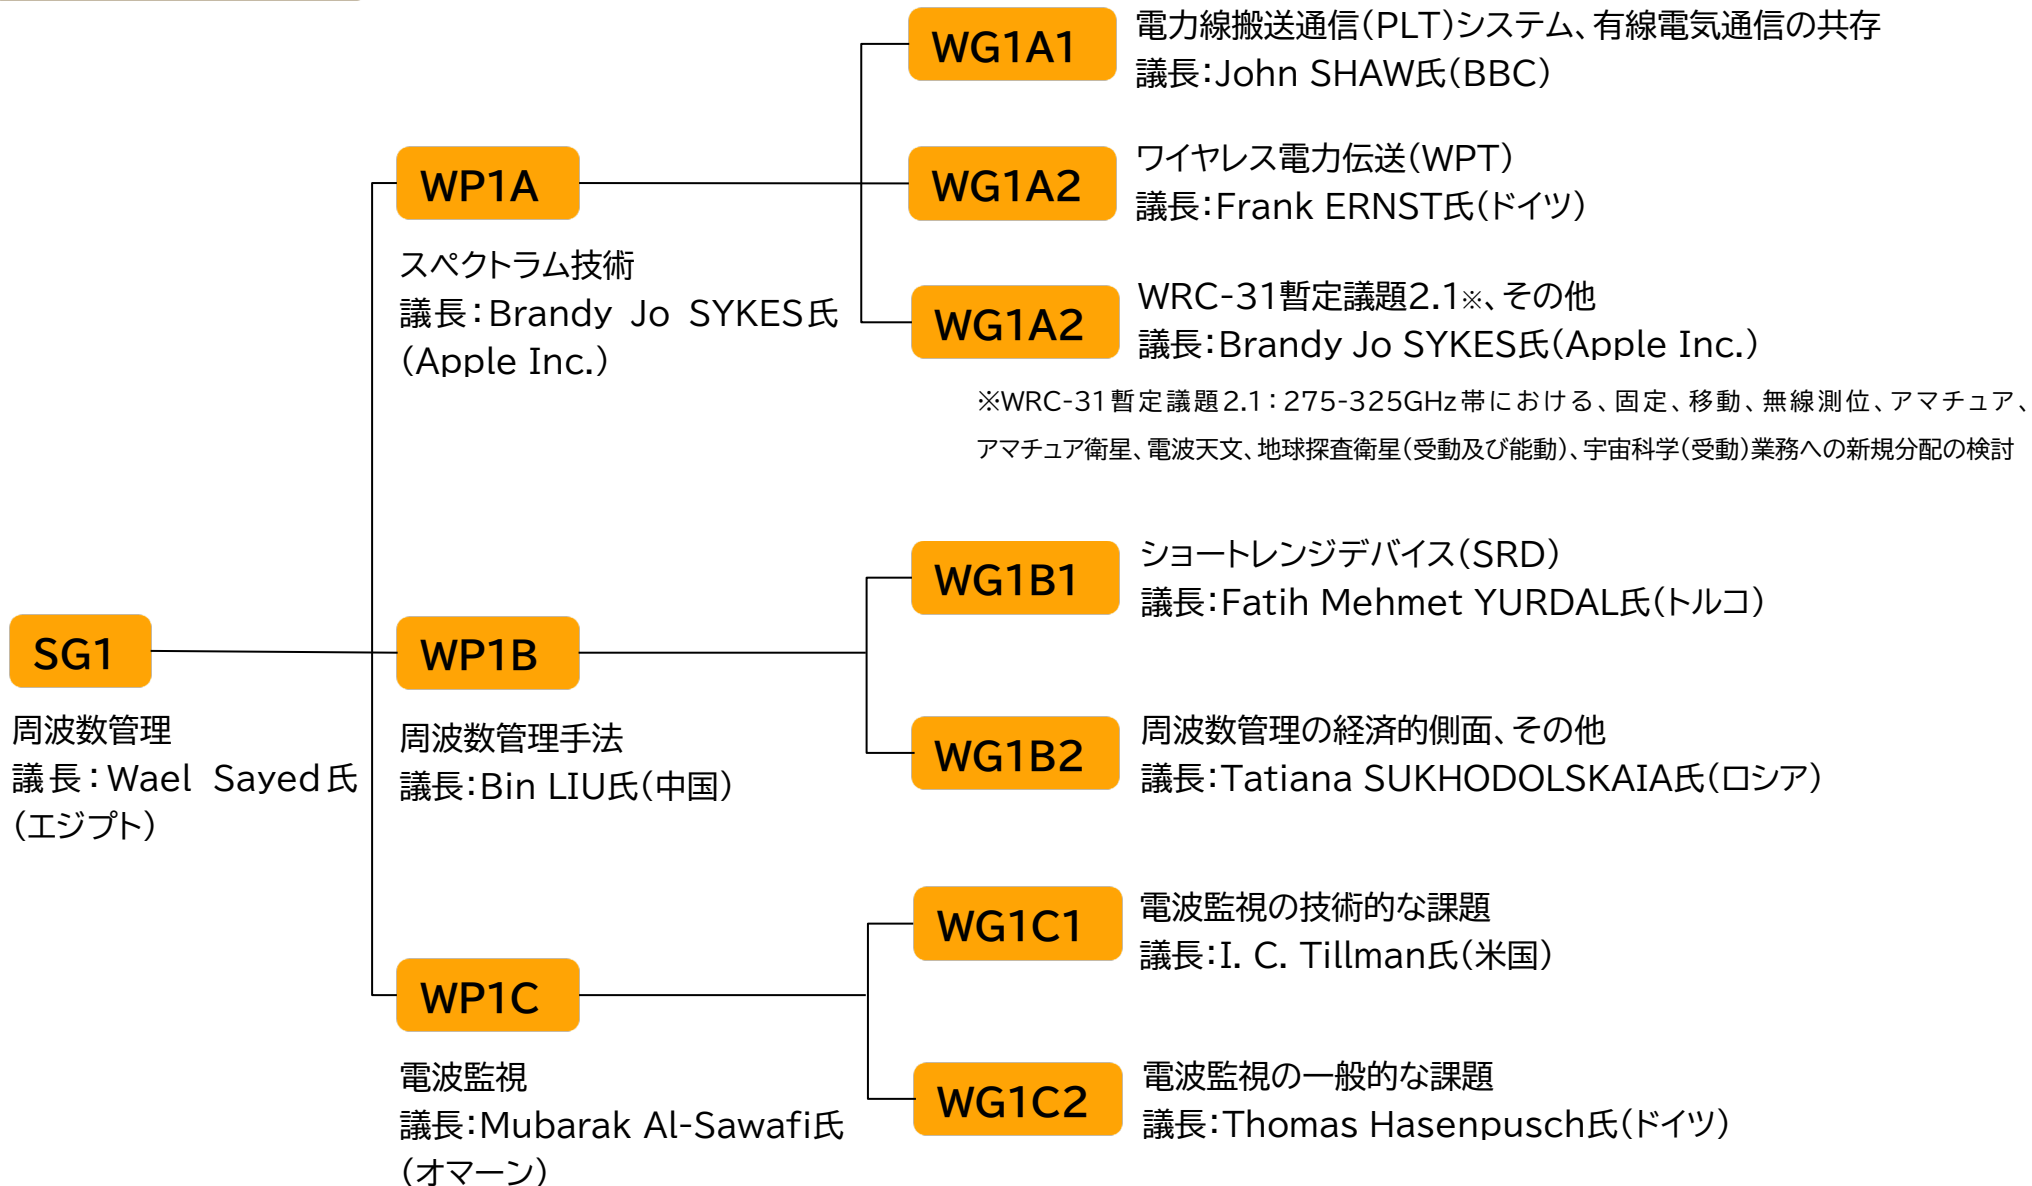 SG1
周波数管理
議長：Wael Sayed氏
（エジプト）
WP1A
スペクトラム技術
議長：Brandy Jo SYKES氏
（Apple Inc.）
WG1A1
電力線搬送通信（PLT）システム、有線電気通信の共存
議長：John SHAW氏（BBC）
WG1A2
ワイヤレス電力伝送（WPT）
議長：Frank ERNST氏（ドイツ）
WG1A2
WRC-31暫定議題2.1※、その他
議長：Brandy Jo SYKES氏（Apple Inc.）
※WRC-31暫定議題2.1：275-325GHz帯における、固定、移動、無線測位、アマチュア、
アマチュア衛星、電波天文、地球探査衛星（受動及び能動）、宇宙科学（受動）業務への新規分配の検討
WP1B
周波数管理手法
議長：Bin LIU氏（中国）
WG1B1
ショートレンジデバイス（SRD）
議長：Fatih Mehmet YURDAL氏（トルコ）
WG1B2
周波数管理の経済的側面、その他
議長：Tatiana SUKHODOLSKAIA氏（ロシア）
WP1C
電波監視
議長：Mubarak Al-Sawafi氏
（オマーン）
WG1C1
電波監視の技術的な課題
議長：I. C. Tillman氏（米国）
WG1C2
電波監視の一般的な課題
議長：Thomas Hasenpusch氏（ドイツ）